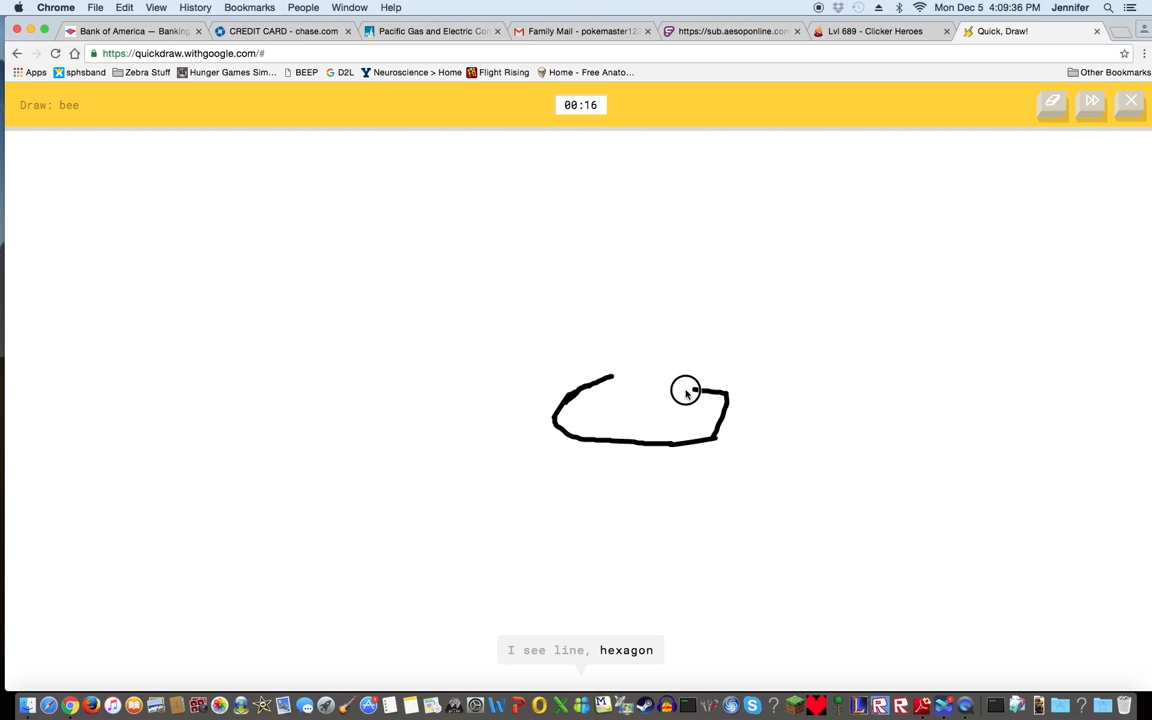 Chrome File Edit View History Bookmarks People Window Help Mon Dec 5 4:09:36 PM Jennifer
Bank of America — Banking CREDIT CARD - chase.com Pacific Gas and Electric Co Family Mail - pokemaster12 https://sub.aesoponline.com Lvl 689 - Clicker Heroes Quick, Draw!
https://quickdraw.withgoogle.com/#
Apps sphsband Zebra Stuff Hunger Games Sim... BEEP D2L Neuroscience > Home Flight Rising Home - Free Anato... Other Bookmarks
Draw: bee 00:16
I see line, hexagon